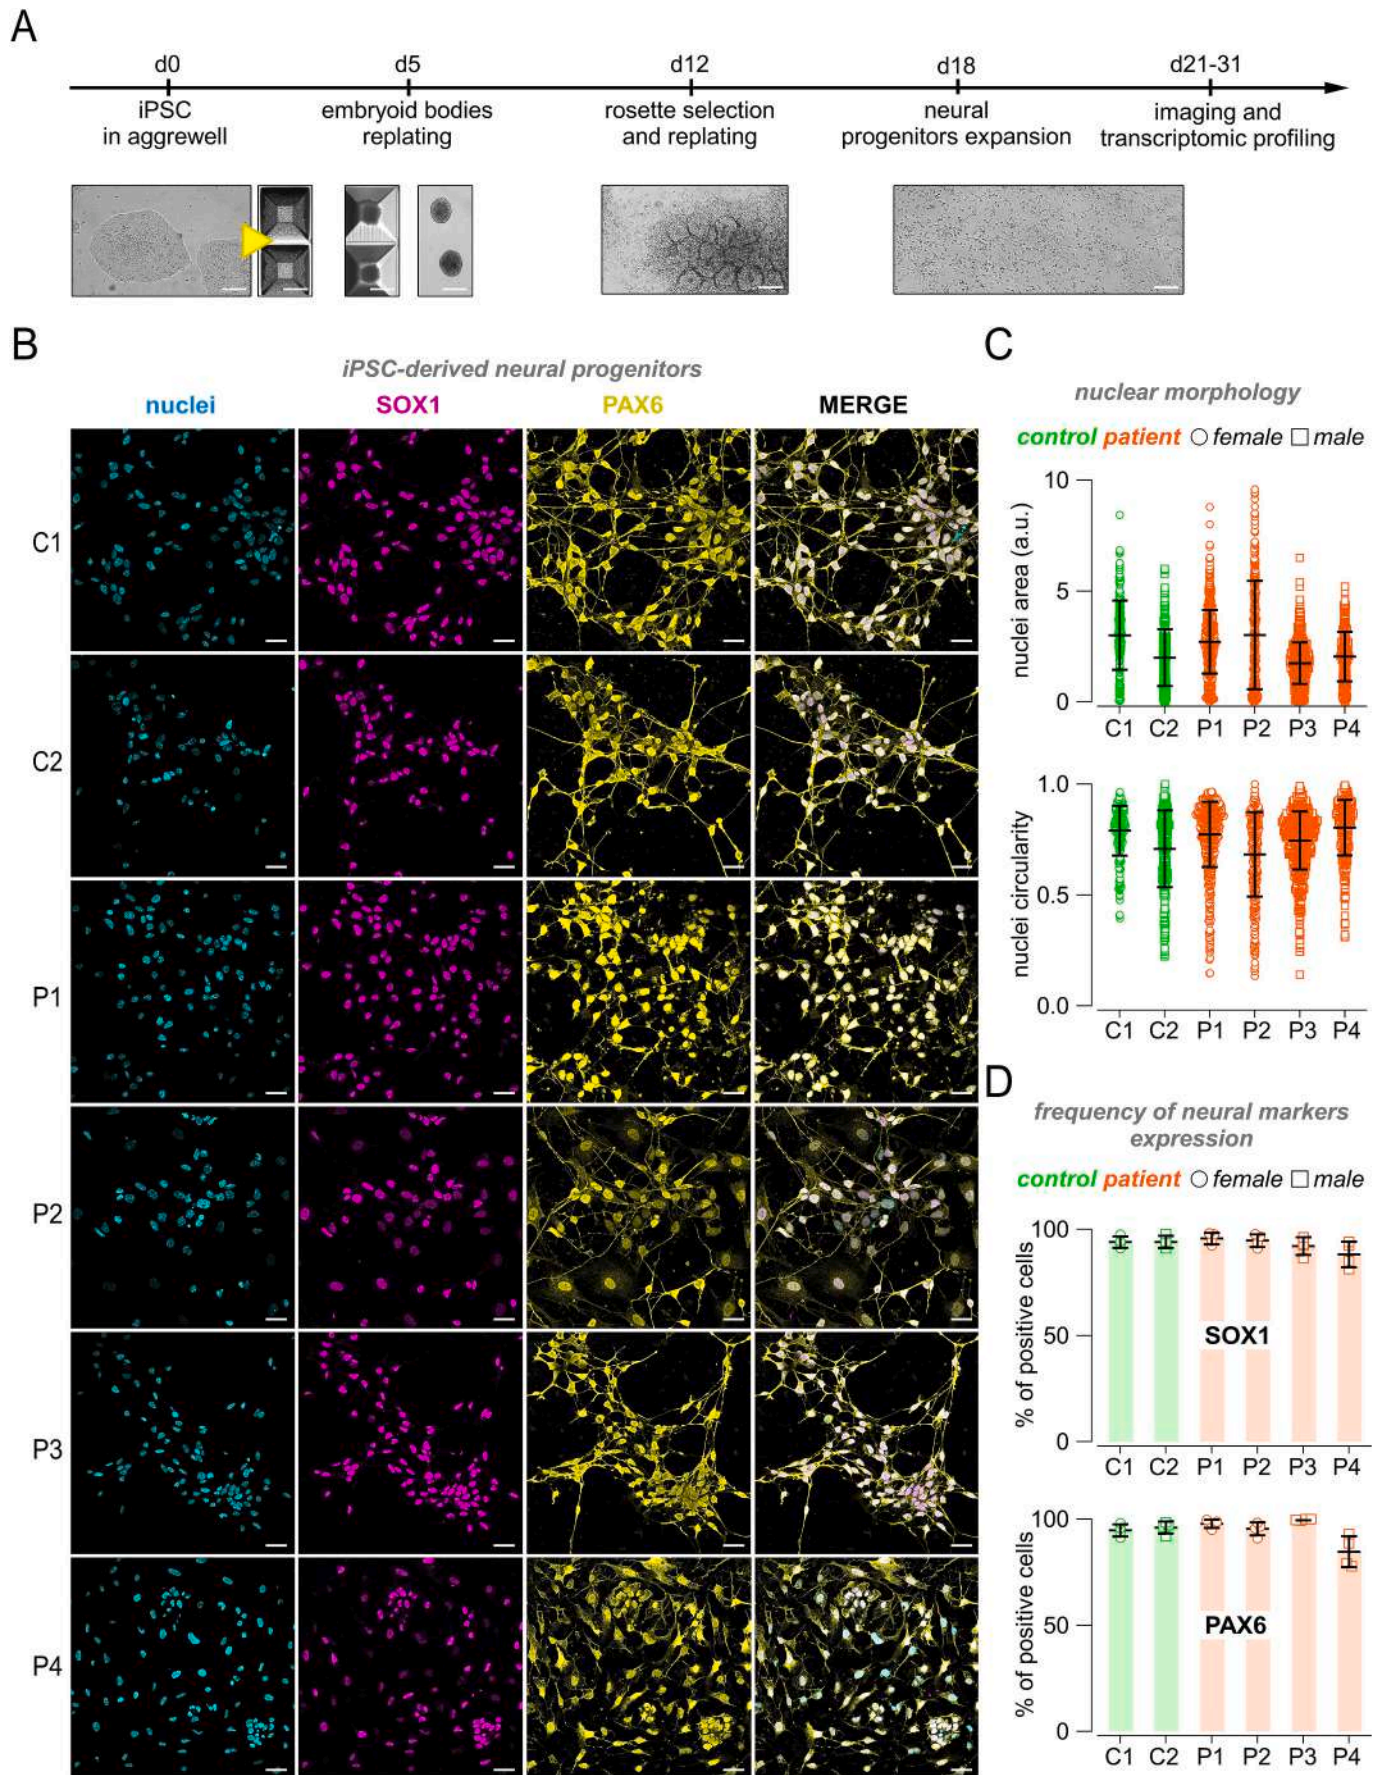 A
d0 d5 d12 d18 d21-31
iPSC embryoid bodies rosette selection neural imaging and
in aggrewell replating and replating progenitors expansion transcriptomic profiling
B
iPSC-derived neural progenitors
nuclei SOX1 PAX6 MERGE
C1
C2
P1
P2
P3
P4
C
nuclear morphology
control patient female male
nuclei area (a.u.)
10
5
0
C1 C2 P1 P2 P3 P4
nuclei circularity
1.0
0.5
0.0
C1 C2 P1 P2 P3 P4
D
frequency of neural markers
expression
control patient female male
% of positive cells
100
50
0
SOX1
C1 C2 P1 P2 P3 P4
% of positive cells
100
50
0
PAX6
C1 C2 P1 P2 P3 P4